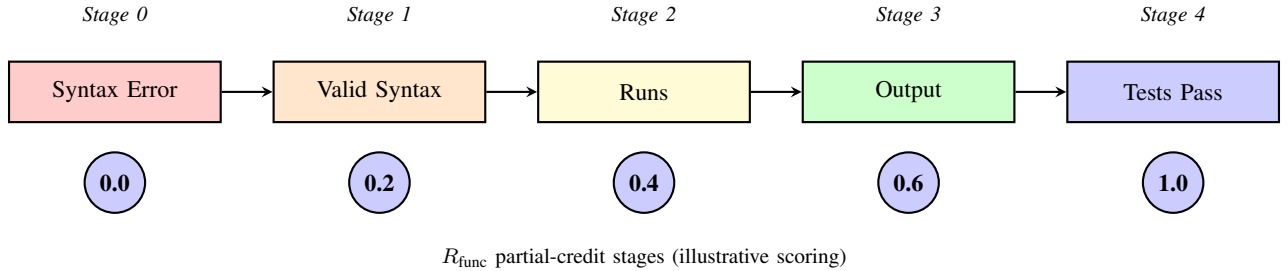 Stage 0 Stage 1 Stage 2 Stage 3 Stage 4
Syntax Error Valid Syntax Runs Output Tests Pass
0.0 0.2 0.4 0.6 1.0
R_func partial-credit stages (illustrative scoring)